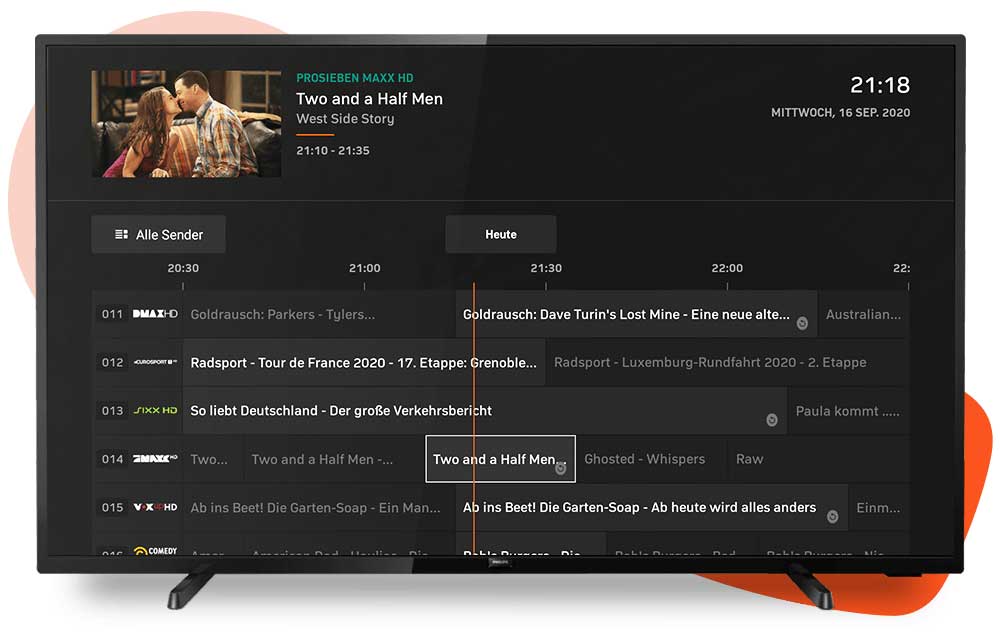 PROSIEBEN MAXX HD
Two and a Half Men
West Side Story
21:10 - 21:35
21:18
MITTWOCH, 16 SEP. 2020
Alle Sender
Heute
20:30 21:00 21:30 22:00 22:
011 DMAX HD Goldrausch: Parkers - Tylers... Goldrausch: Dave Turin's Lost Mine - Eine neue alte... Australian...
012 EUROSPORT 1 Radsport - Tour de France 2020 - 17. Etappe: Grenoble... Radsport - Luxemburg-Rundfahrt 2020 - 2. Etappe
013 SIXX HD So liebt Deutschland - Der große Verkehrsbericht Paula kommt .....
014 MAXX HD Two... Two and a Half Men -... Two and a Half Men... Ghosted - Whispers Raw
015 VOX up HD Ab ins Beet! Die Garten-Soap - Ein Man... Ab ins Beet! Die Garten-Soap - Ab heute wird alles anders Einm...
COMEDY
PHILIPS